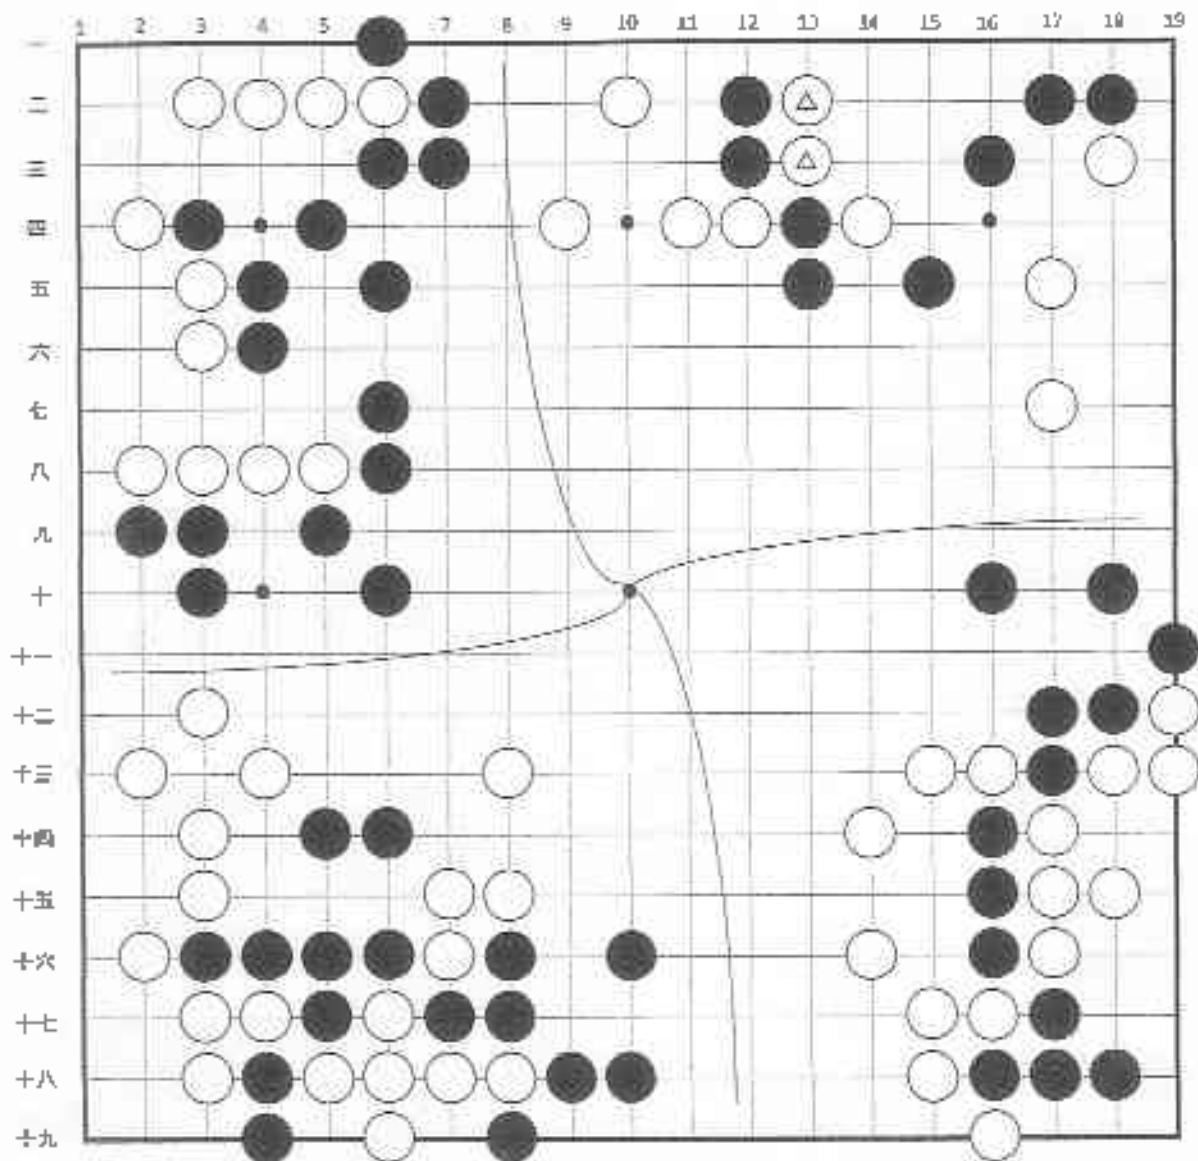 1 2 3 4 5 6 7 8 9 10 11 12 13 14 15 16 17 18 19
一
二
三
四
五
六
七
八
九
十
十一
十二
十三
十四
十五
十六
十七
十八
十九